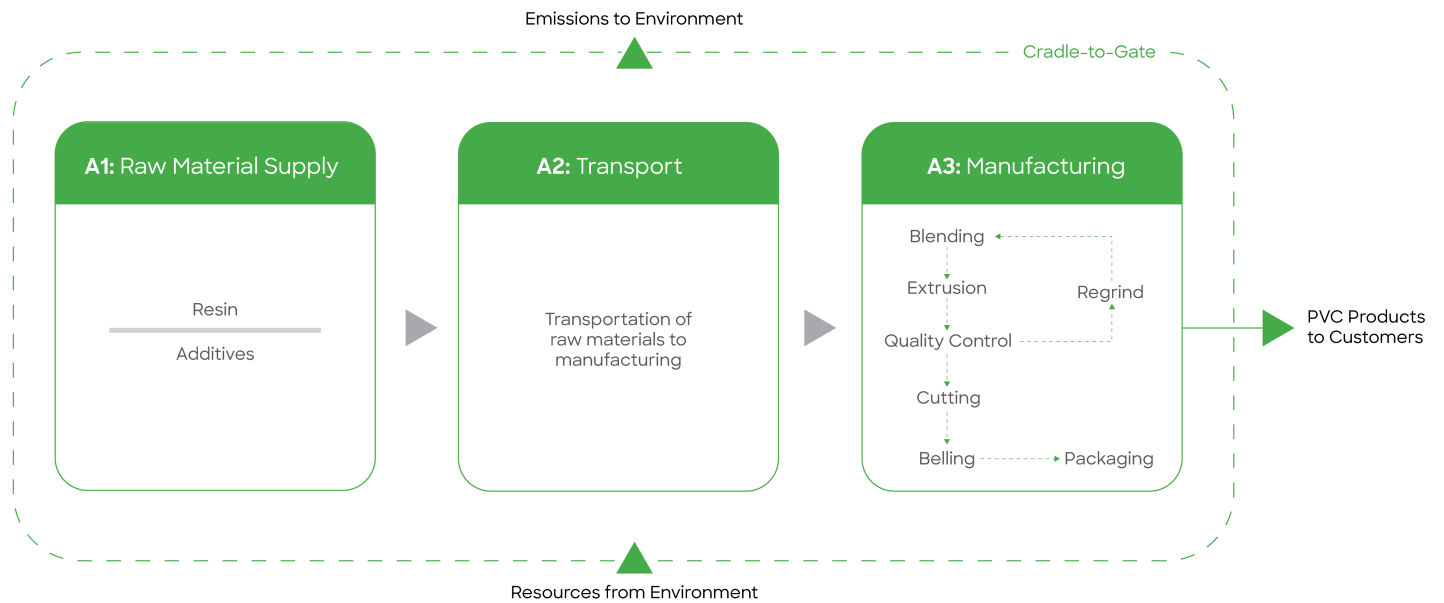 Emissions to Environment
Cradle-to-Gate
A1: Raw Material Supply
Resin
Additives
A2: Transport
Transportation of
raw materials to
manufacturing
A3: Manufacturing
Blending
Extrusion
Regrind
Quality Control
Cutting
Belling
Packaging
PVC Products
to Customers
Resources from Environment